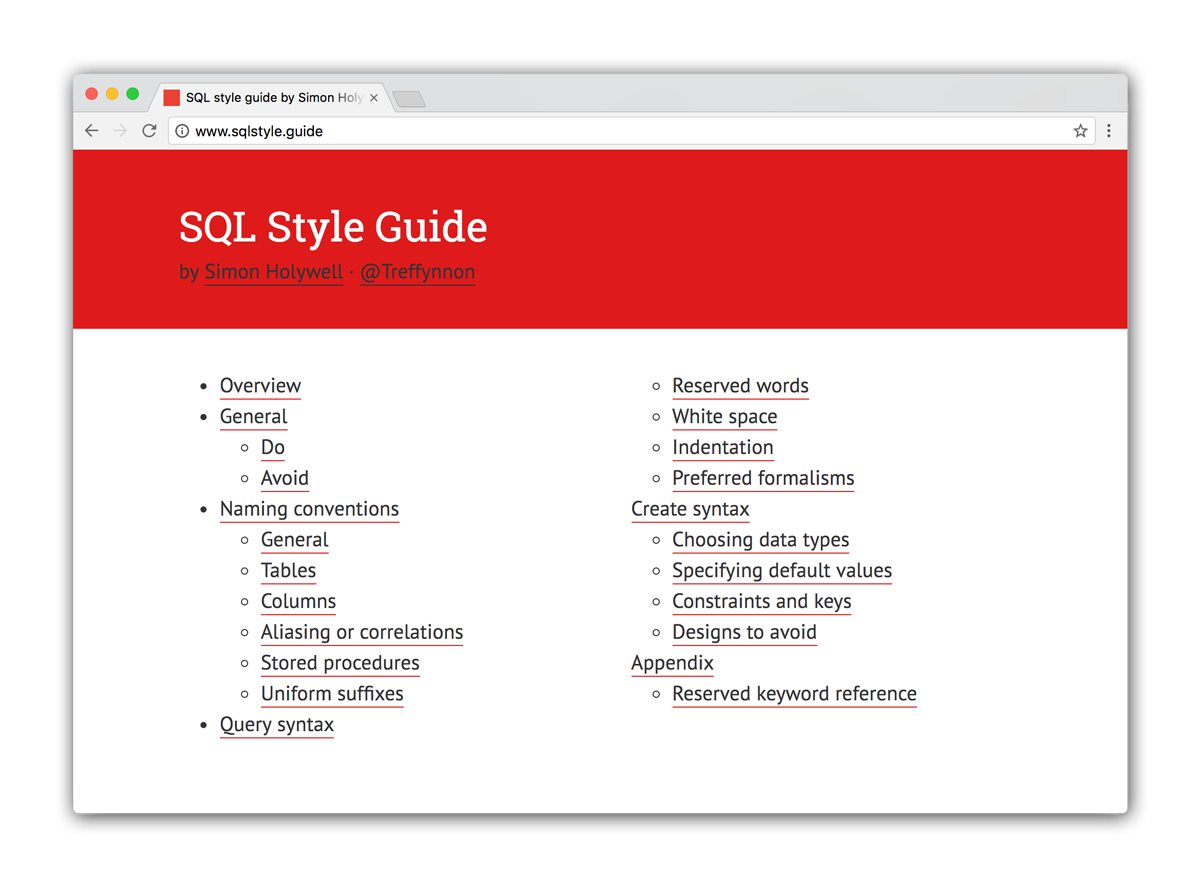 SQL style guide by Simon Holy
www.sqlstyle.guide
SQL Style Guide
by Simon Holywell · @Treffynnon
Overview
General
Do
Avoid
Naming conventions
General
Tables
Columns
Aliasing or correlations
Stored procedures
Uniform suffixes
Query syntax
Reserved words
White space
Indentation
Preferred formalisms
Create syntax
Choosing data types
Specifying default values
Constraints and keys
Designs to avoid
Appendix
Reserved keyword reference